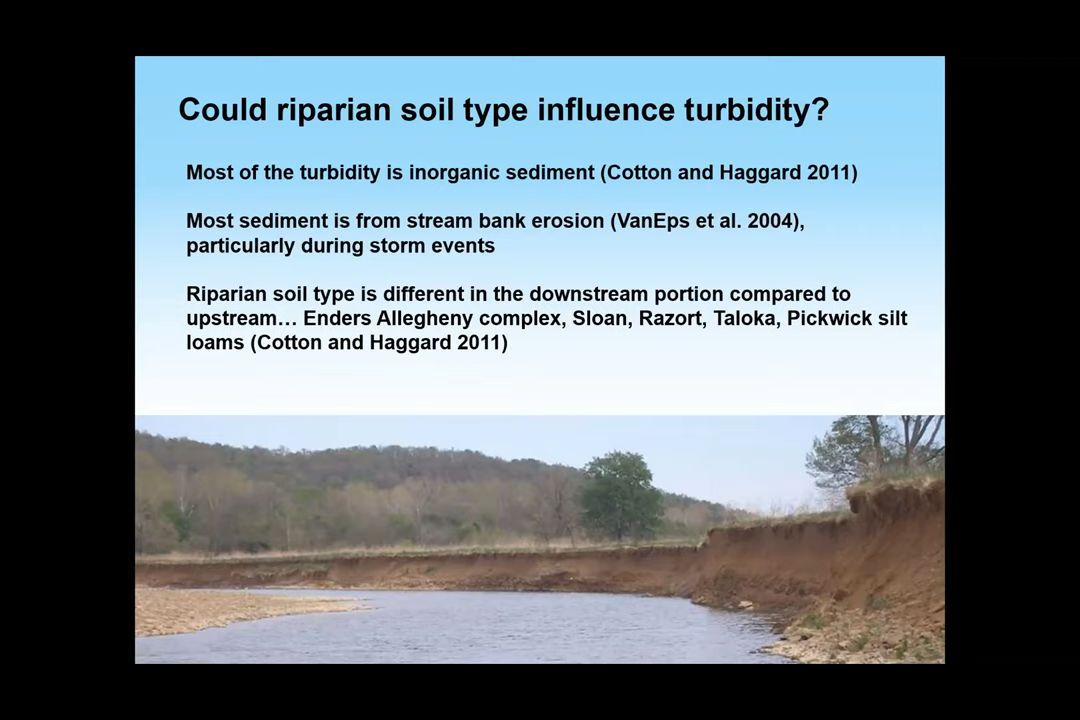 Could riparian soil type influence turbidity?
Most of the turbidity is inorganic sediment (Cotton and Haggard 2011)
Most sediment is from stream bank erosion (VanEps et al. 2004),
particularly during storm events
Riparian soil type is different in the downstream portion compared to
upstream… Enders Allegheny complex, Sloan, Razort, Taloka, Pickwick silt
loams (Cotton and Haggard 2011)